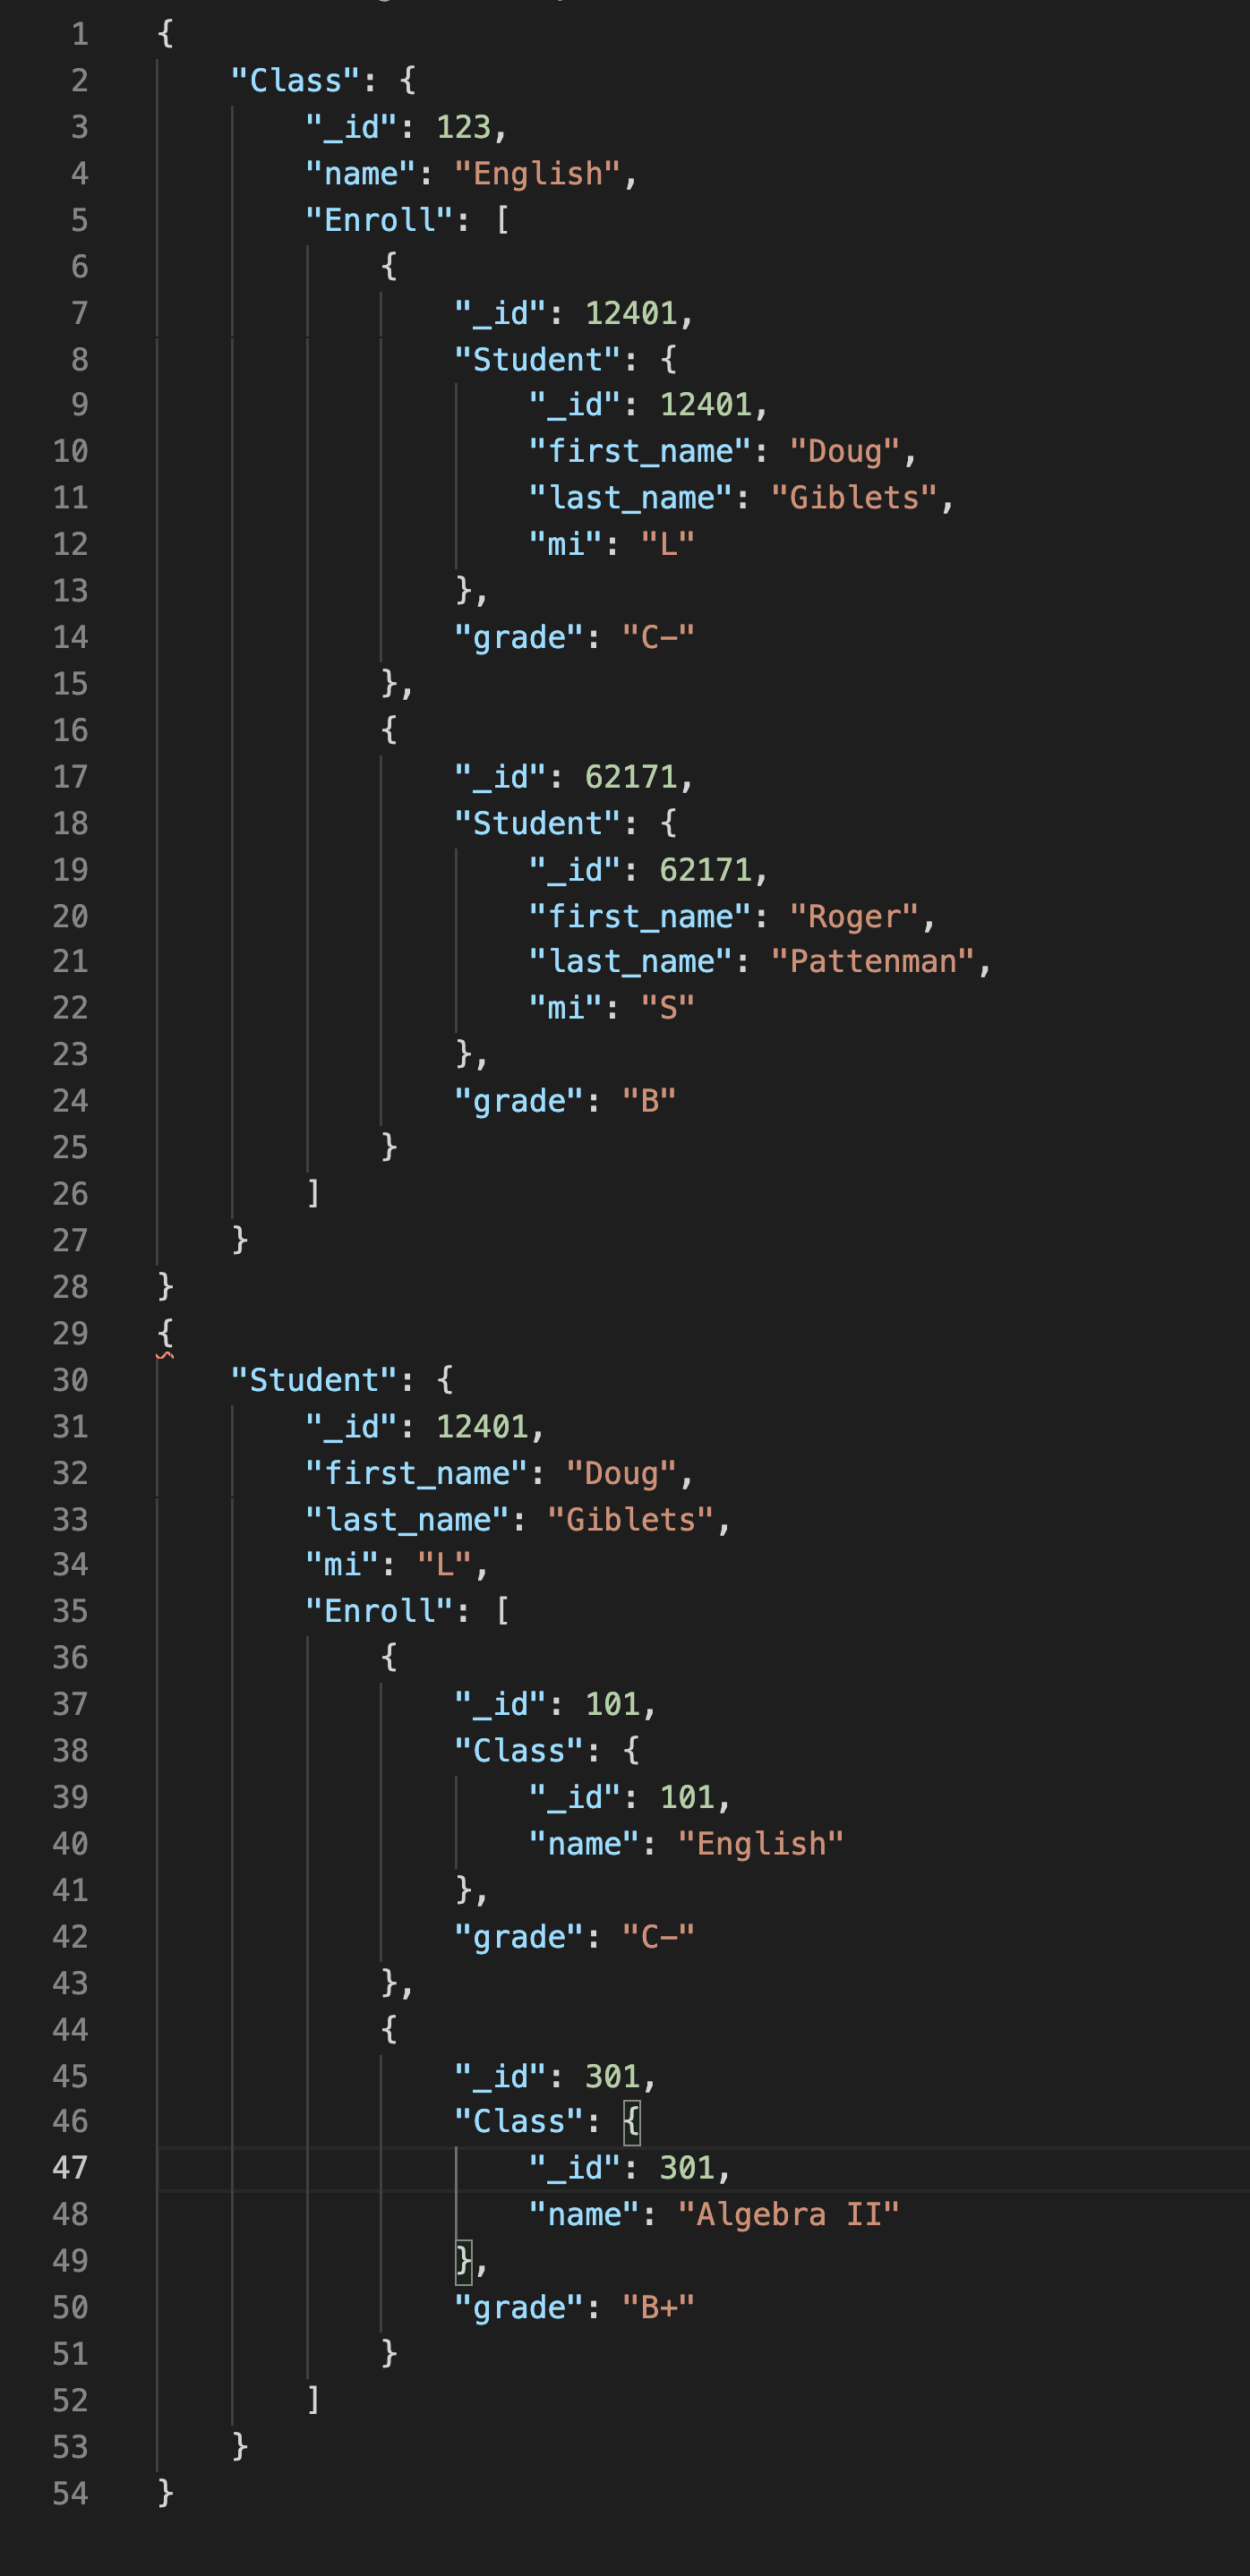 1 {
2 "Class": {
3 "_id": 123,
4 "name": "English",
5 "Enroll": [
6 {
7 "_id": 12401,
8 "Student": {
9 "_id": 12401,
10 "first_name": "Doug",
11 "last_name": "Giblets",
12 "mi": "L"
13 },
14 "grade": "C-"
15 },
16 {
17 "_id": 62171,
18 "Student": {
19 "_id": 62171,
20 "first_name": "Roger",
21 "last_name": "Pattenman",
22 "mi": "S"
23 },
24 "grade": "B"
25 }
26 ]
27 }
28 }
29 {
30 "Student": {
31 "_id": 12401,
32 "first_name": "Doug",
33 "last_name": "Giblets",
34 "mi": "L",
35 "Enroll": [
36 {
37 "_id": 101,
38 "Class": {
39 "_id": 101,
40 "name": "English"
41 },
42 "grade": "C-"
43 },
44 {
45 "_id": 301,
46 "Class": {
47 "_id": 301,
48 "name": "Algebra II"
49 },
50 "grade": "B+"
51 }
52 ]
53 }
54 }